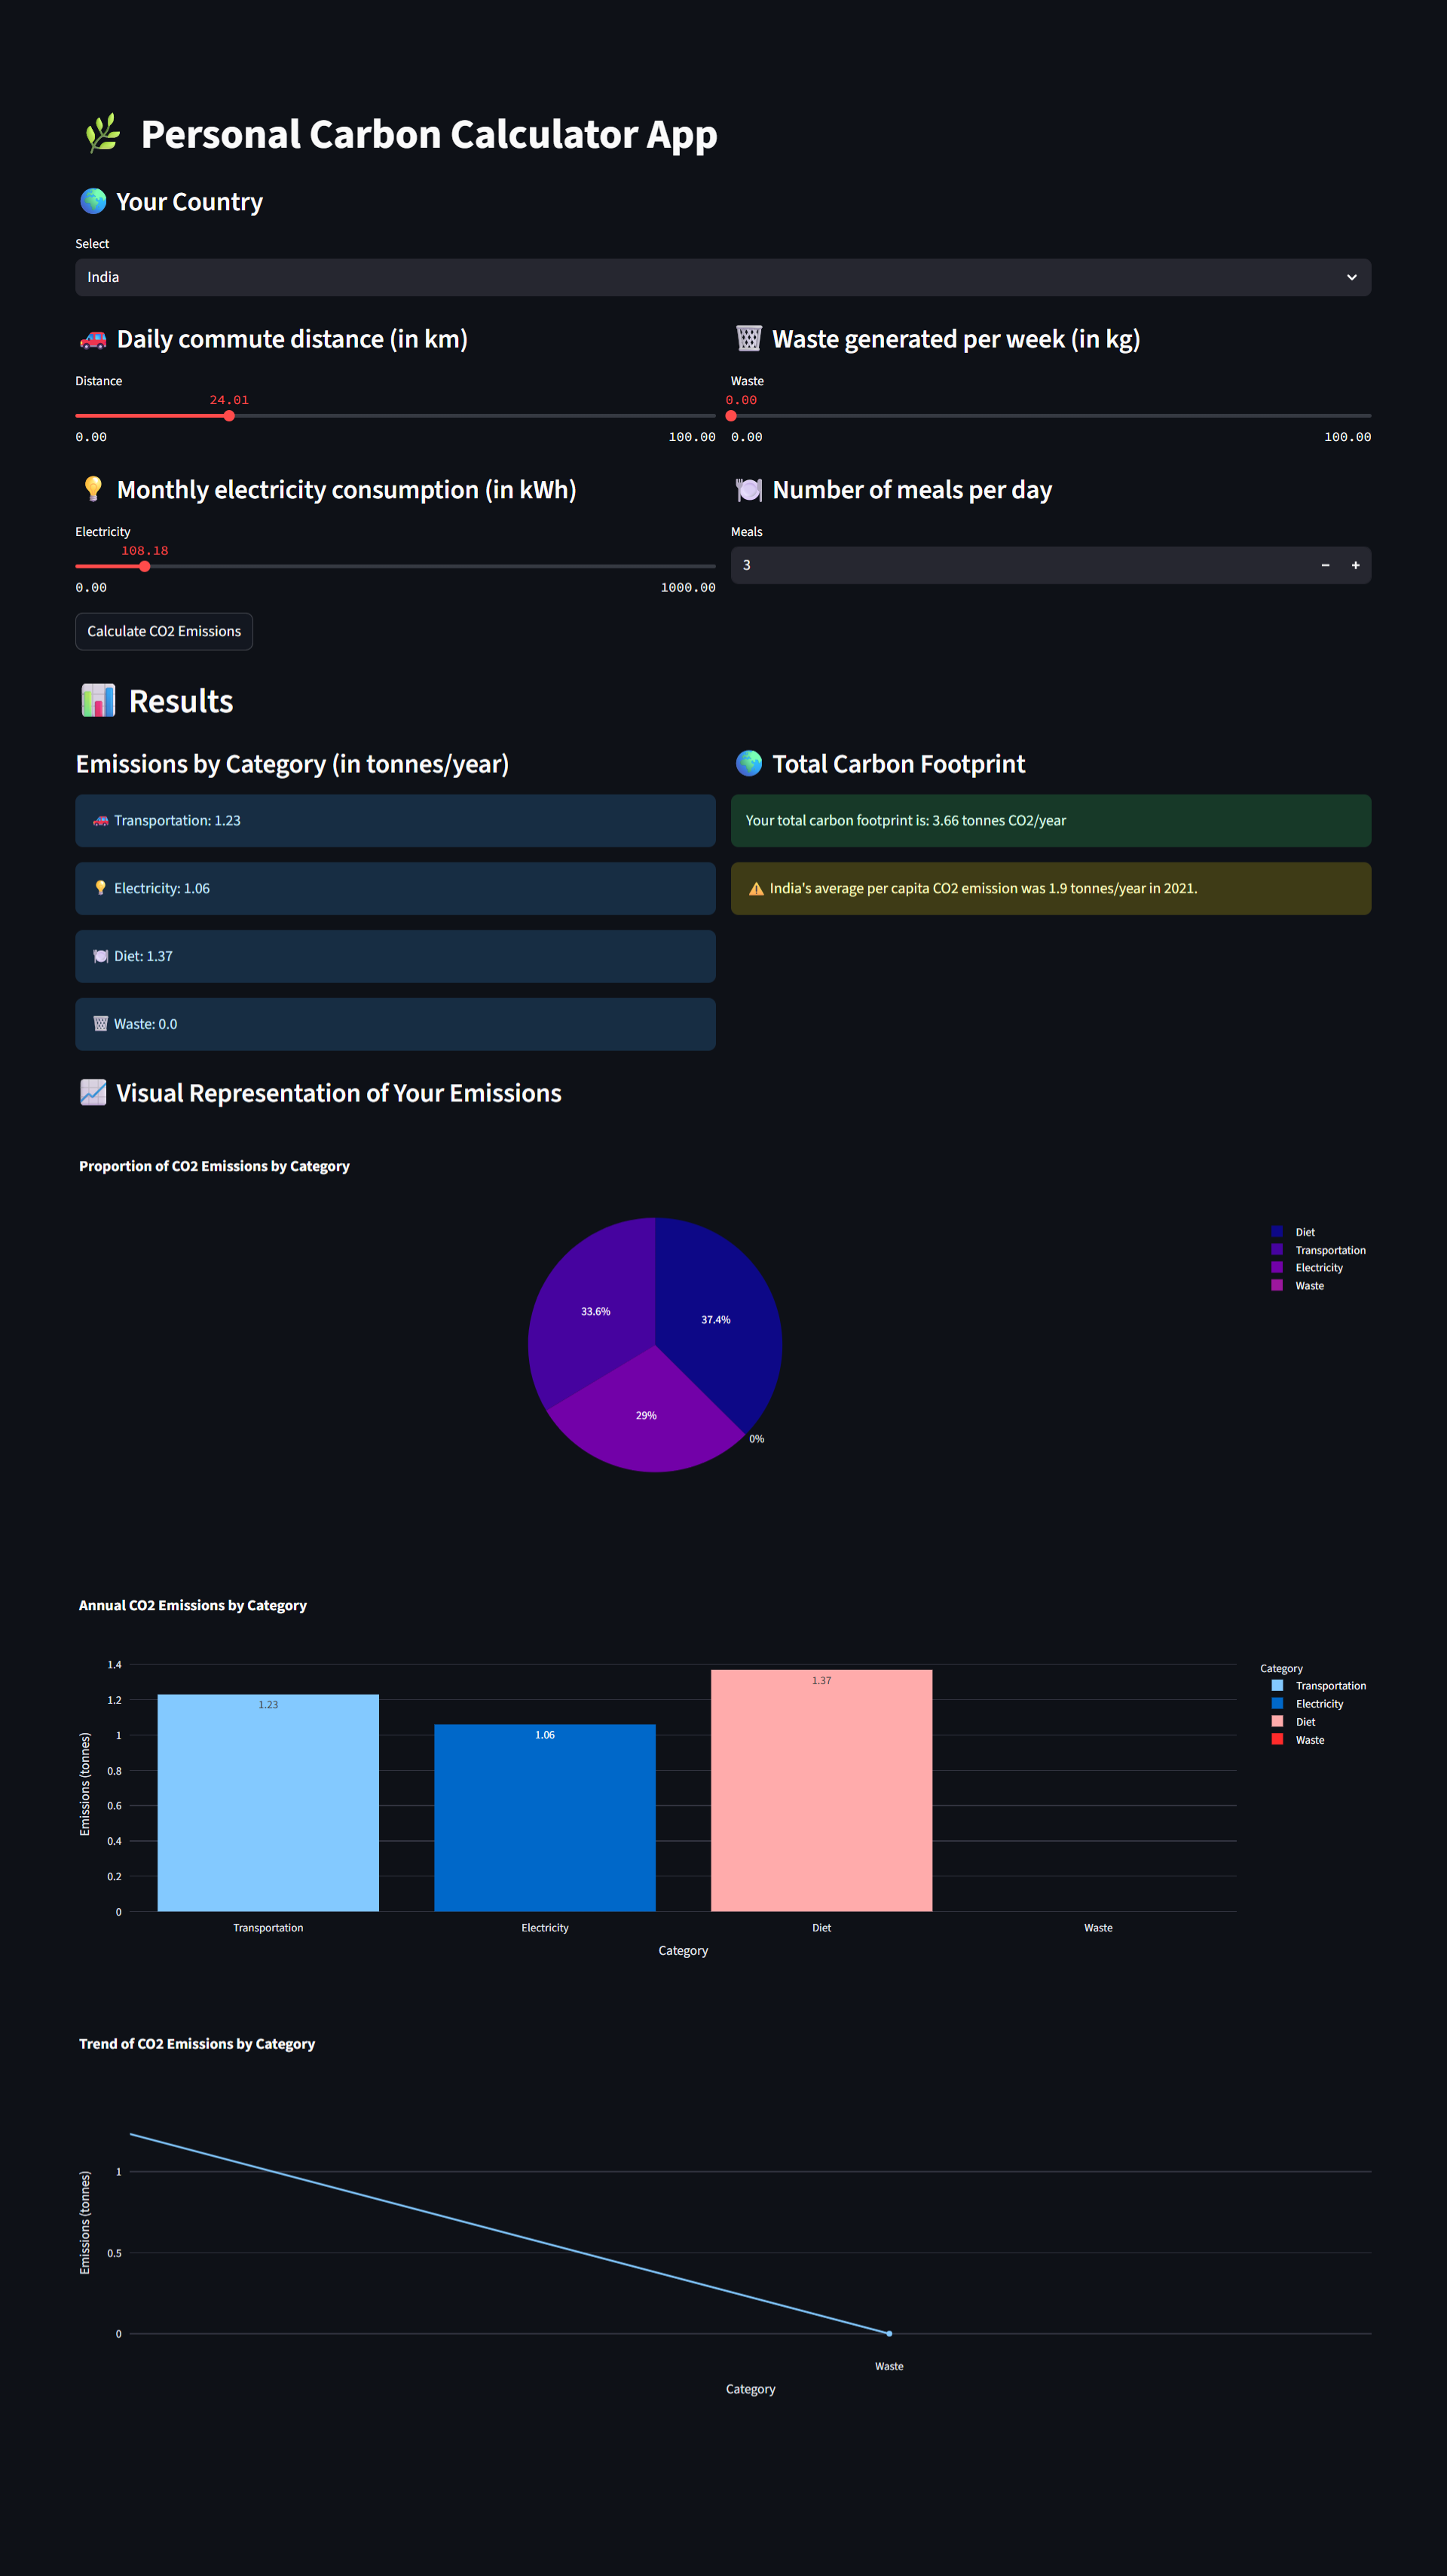 🌿 Personal Carbon Calculator App
🌍 Your Country
Select
India
🚗 Daily commute distance (in km)
Distance
24.01
0.00 100.00
🗑️ Waste generated per week (in kg)
Waste
0.00
0.00 100.00
💡 Monthly electricity consumption (in kWh)
Electricity
108.18
0.00 1000.00
🍽️ Number of meals per day
Meals
3 − +
Calculate CO2 Emissions
📊 Results
Emissions by Category (in tonnes/year)
🚗 Transportation: 1.23
💡 Electricity: 1.06
🍽️ Diet: 1.37
🗑️ Waste: 0.0
🌍 Total Carbon Footprint
Your total carbon footprint is: 3.66 tonnes CO2/year
⚠️ India's average per capita CO2 emission was 1.9 tonnes/year in 2021.
📈 Visual Representation of Your Emissions
Proportion of CO2 Emissions by Category
33.6%
37.4%
29%
0%
Diet
Transportation
Electricity
Waste
Annual CO2 Emissions by Category
Emissions (tonnes)
1.4
1.2
1
0.8
0.6
0.4
0.2
0
1.23
1.06
1.37
Transportation Electricity Diet Waste
Category
Category
Transportation
Electricity
Diet
Waste
Trend of CO2 Emissions by Category
Emissions (tonnes)
1
0.5
0
Waste
Category